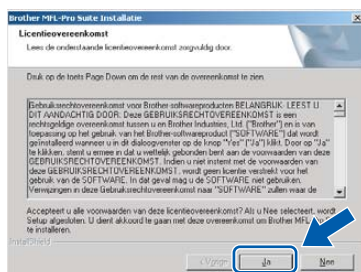 Brother MFL-Pro Suite Installatie
Licentieovereenkomst
Lees de onderstaande licentieovereenkomst zorgvuldig door.
Druk op de toets Page Down om de rest van de overeenkomst te zien.
Gebruiksrechtovereenkomst voor Brother-softwareproducten BELANGRIJK- LEEST U
DIT AANDACHTIG DOOR: Deze GEBRUIKSRECHTOVEREENKOMST is een
rechtsgeldige overeenkomst tussen u en Brother Industries, Ltd. ("Brother") en is van
toepassing op het gebruik van het Brother-softwareproduct ("SOFTWARE") dat wordt
geïnstalleerd wanneer u in dit dialoogvenster op de knop "Yes" ("Ja") klikt. Door op "Ja"
te klikken, stemt u ermee in dat u wettelijk gebonden bent aan de voorwaarden van deze
GEBRUIKSRECHTOVEREENKOMST. Indien u niet instemt met de voorwaarden van
deze GEBRUIKSRECHTOVEREENKOMST, wordt geen licentie verstrekt voor het
gebruik van de SOFTWARE. In dat geval mag u de SOFTWARE niet gebruiken.
Verwijzingen in deze Gebruiksrechtovereenkomst naar "SOFTWARE" zullen waar de
Accepteert u alle voorwaarden van deze licentieovereenkomst? Als u Nee selecteert, wordt
Setup afgesloten. U dient akkoord te gaan met deze overeenkomst om Brother MFL-Pro
te installeren.
InstallShield
< Vorige
Ja
Nee